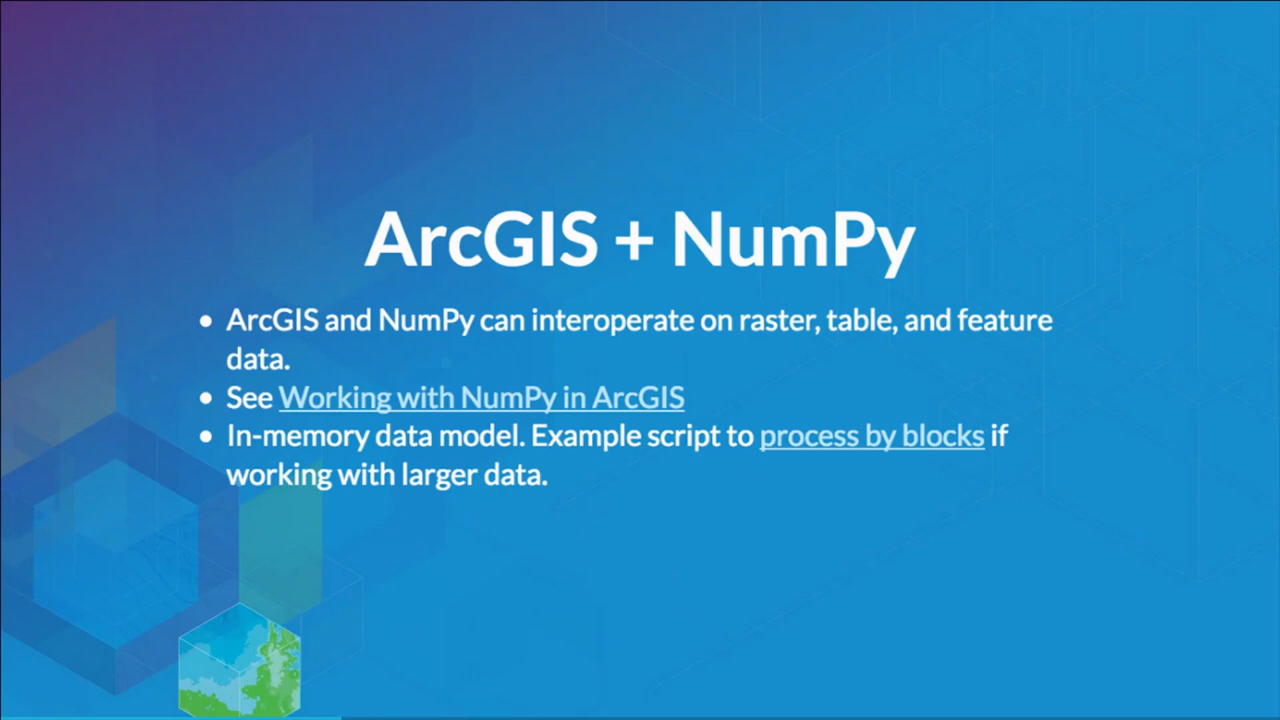 ArcGIS + NumPy
• ArcGIS and NumPy can interoperate on raster, table, and feature
data.
• See Working with NumPy in ArcGIS
• In-memory data model. Example script to process by blocks if
working with larger data.